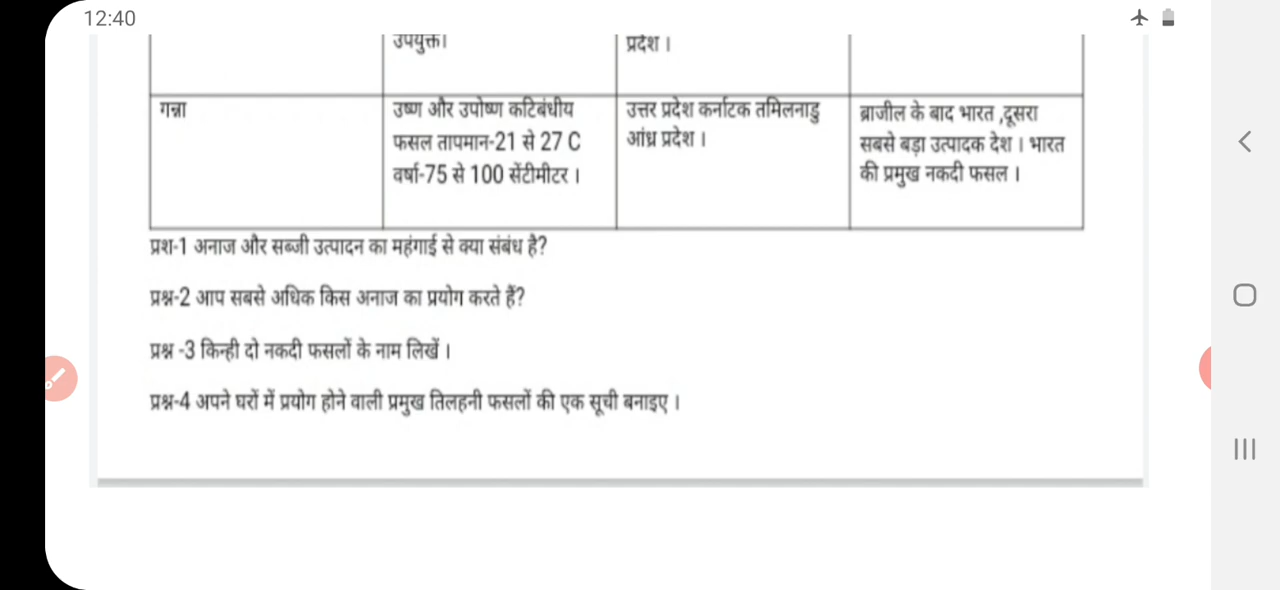 12:40
उपयुक्त।
प्रदेश ।
गन्ना
उष्ण और उपोष्ण कटिबंधीय
फसल तापमान-21 से 27 C
वर्षा-75 से 100 सेंटीमीटर ।
उत्तर प्रदेश कर्नाटक तमिलनाडु
आंध्र प्रदेश ।
ब्राजील के बाद भारत ,दूसरा
सबसे बड़ा उत्पादक देश । भारत
की प्रमुख नकदी फसल ।
प्रश-1 अनाज और सब्जी उत्पादन का महंगाई से क्या संबंध है?
प्रश्न-2 आप सबसे अधिक किस अनाज का प्रयोग करते हैं?
प्रश्न -3 किन्ही दो नकदी फसलों के नाम लिखें ।
प्रश्न-4 अपने घरों में प्रयोग होने वाली प्रमुख तिलहनी फसलों की एक सूची बनाइए ।